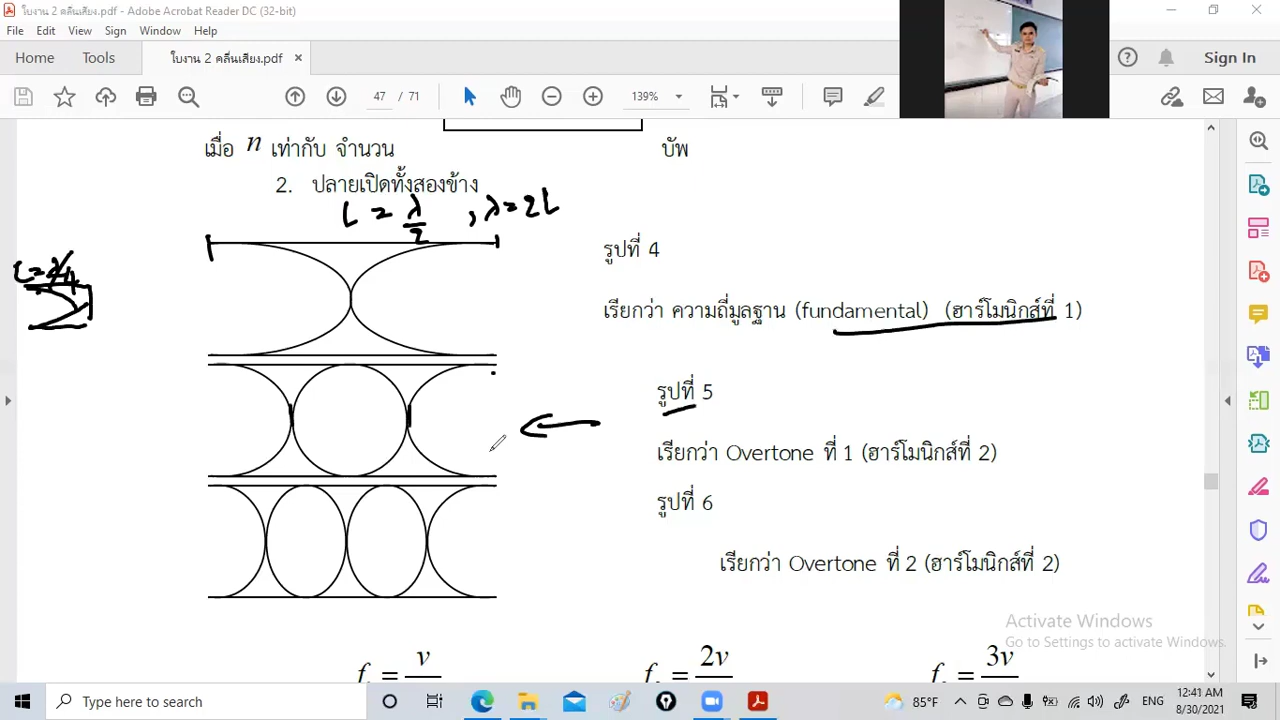 ใบงาน 2 คลื่นเสียง.pdf - Adobe Acrobat Reader DC (32-bit)
File Edit View Sign Window Help
Home Tools ใบงาน 2 คลื่นเสียง.pdf × Sign In
47 / 71 139%
เมื่อ n เท่ากับ จำนวน บัพ
2. ปลายเปิดทั้งสองข้าง
L = λ/2 , λ=2L
รูปที่ 4
L=λ/4
เรียกว่า ความถี่มูลฐาน (fundamental) (ฮาร์โมนิกส์ที่ 1)
รูปที่ 5
เรียกว่า Overtone ที่ 1 (ฮาร์โมนิกส์ที่ 2)
รูปที่ 6
เรียกว่า Overtone ที่ 2 (ฮาร์โมนิกส์ที่ 2)
Activate Windows
Go to Settings to activate Windows.
v 2v 3v
f = f = f =
Type here to search 85°F ENG 12:41 AM
8/30/2021